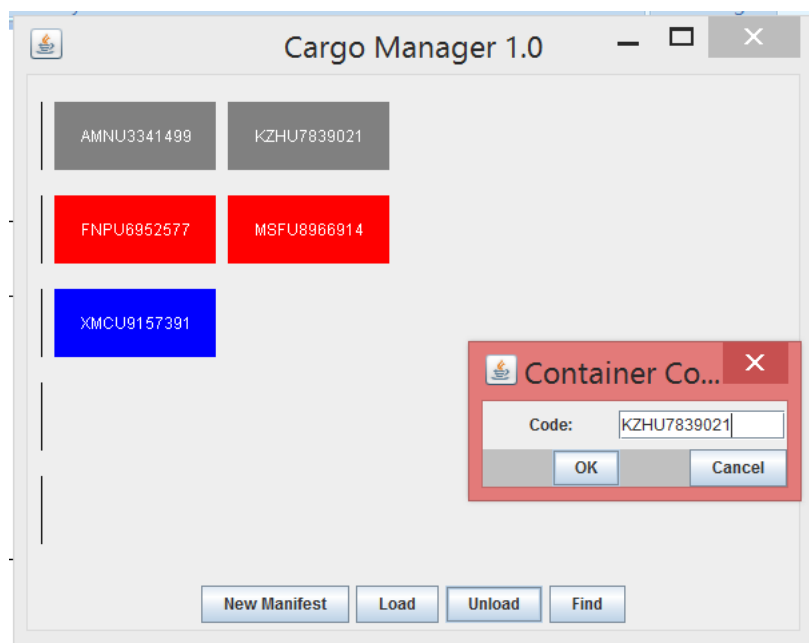 Cargo Manager 1.0
AMNU3341499 KZHU7839021
FNPU6952577 MSFU8966914
XMCU9157391
Container Co...
Code: KZHU7839021
OK Cancel
New Manifest Load Unload Find